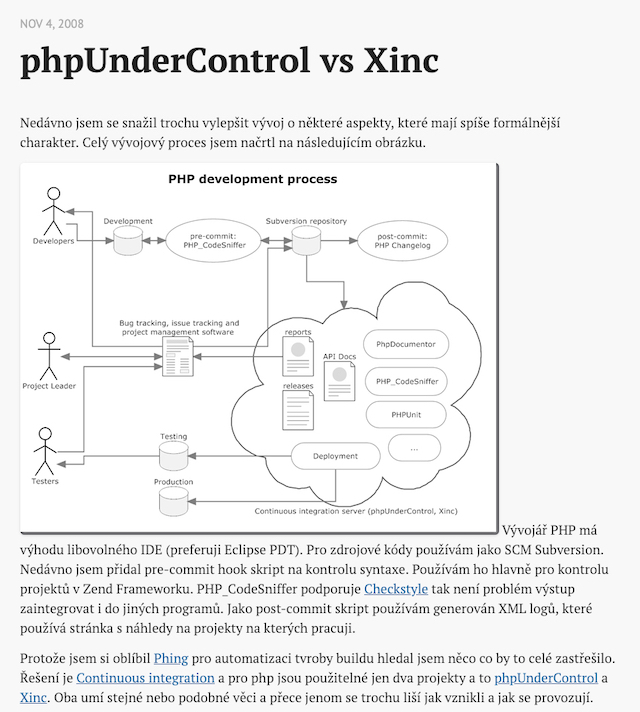 NOV 4, 2008
phpUnderControl vs Xinc
Nedávno jsem se snažil trochu vylepšit vývoj o některé aspekty, které mají spíše formálnější
charakter. Celý vývojový proces jsem načrtl na následujícím obrázku.
PHP development process
Developers
Development
pre-commit:
PHP_CodeSniffer
Subversion repository
post-commit:
PHP Changelog
Bug tracking, issue tracking and
project management software
Project Leader
reports
API Docs
releases
PhpDocumentor
PHP_CodeSniffer
PHPUnit
...
Testers
Testing
Deployment
Production
Continuous integration server (phpUnderControl, Xinc)
Vývojář PHP má
výhodu libovolného IDE (preferuji Eclipse PDT). Pro zdrojové kódy používám jako SCM Subversion.
Nedávno jsem přidal pre-commit hook skript na kontrolu syntaxe. Používám ho hlavně pro kontrolu
projektů v Zend Frameworku. PHP_CodeSniffer podporuje Checkstyle tak není problém výstup
zaintegrovat i do jiných programů. Jako post-commit skript používám generován XML logů, které
používá stránka s náhledy na projekty na kterých pracuji.
Protože jsem si oblíbil Phing pro automatizaci tvroby buildu hledal jsem něco co by to celé zastřešilo.
Řešení je Continuous integration a pro php jsou použitelné jen dva projekty a to phpUnderControl a
Xinc. Oba umí stejné nebo podobné věci a přece jenom se trochu liší jak vznikli a jak se provozují.